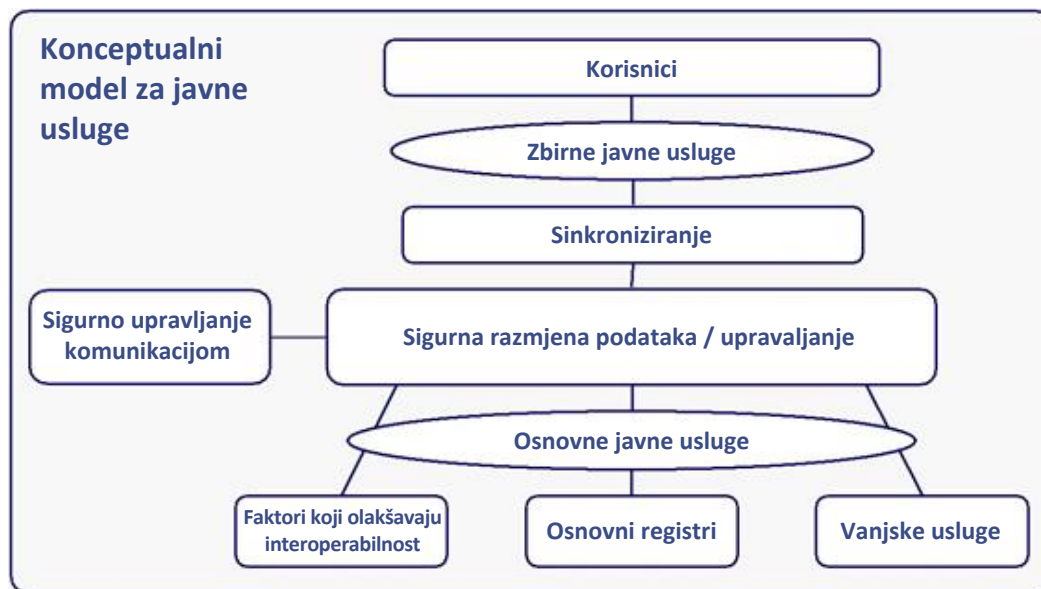 Konceptualni
model za javne
usluge
Korisnici
Zbirne javne usluge
Sinkroniziranje
Sigurno upravljanje
komunikacijom
Sigurna razmjena podataka / upravaljanje
Osnovne javne usluge
Faktori koji olakšavaju
interoperabilnost
Osnovni registri
Vanjske usluge